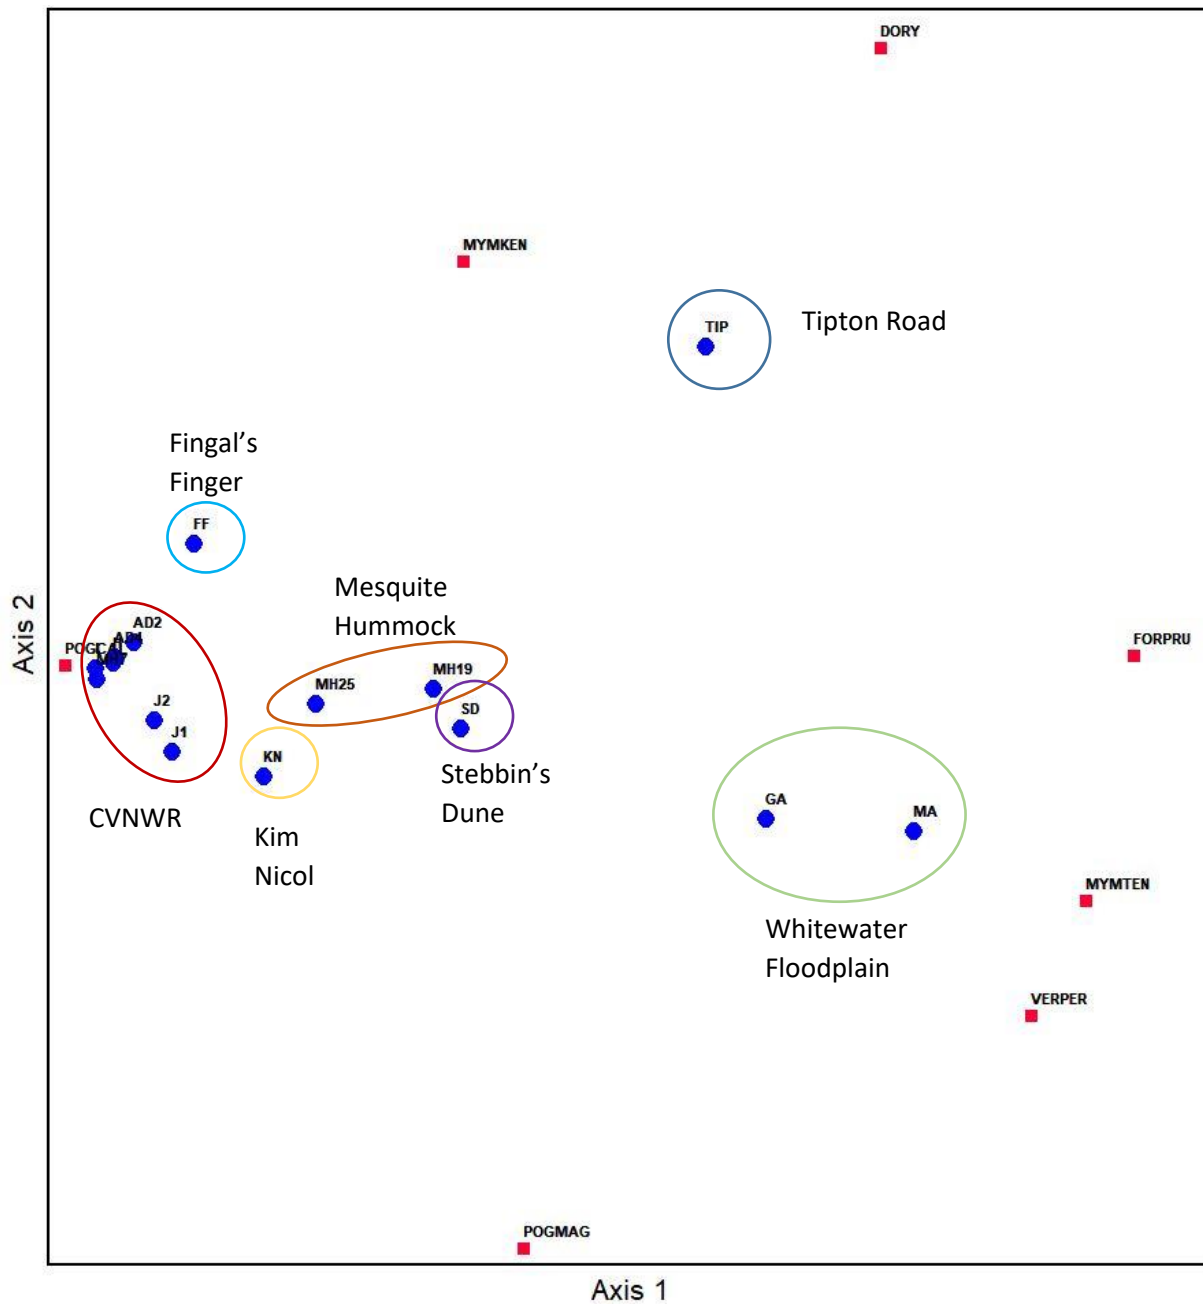 DORY
MYMKEN
TIP
Tipton Road
Fingal’s
Finger
FF
Mesquite
Hummock
AD2
FORPRU
Axis 2
MH19
MH25
SD
J2
J1
KN
Stebbin’s
Dune
CVNWR
GA
MA
Kim
Nicol
MYMTEN
Whitewater
Floodplain
VERPER
POGMAG
Axis 1